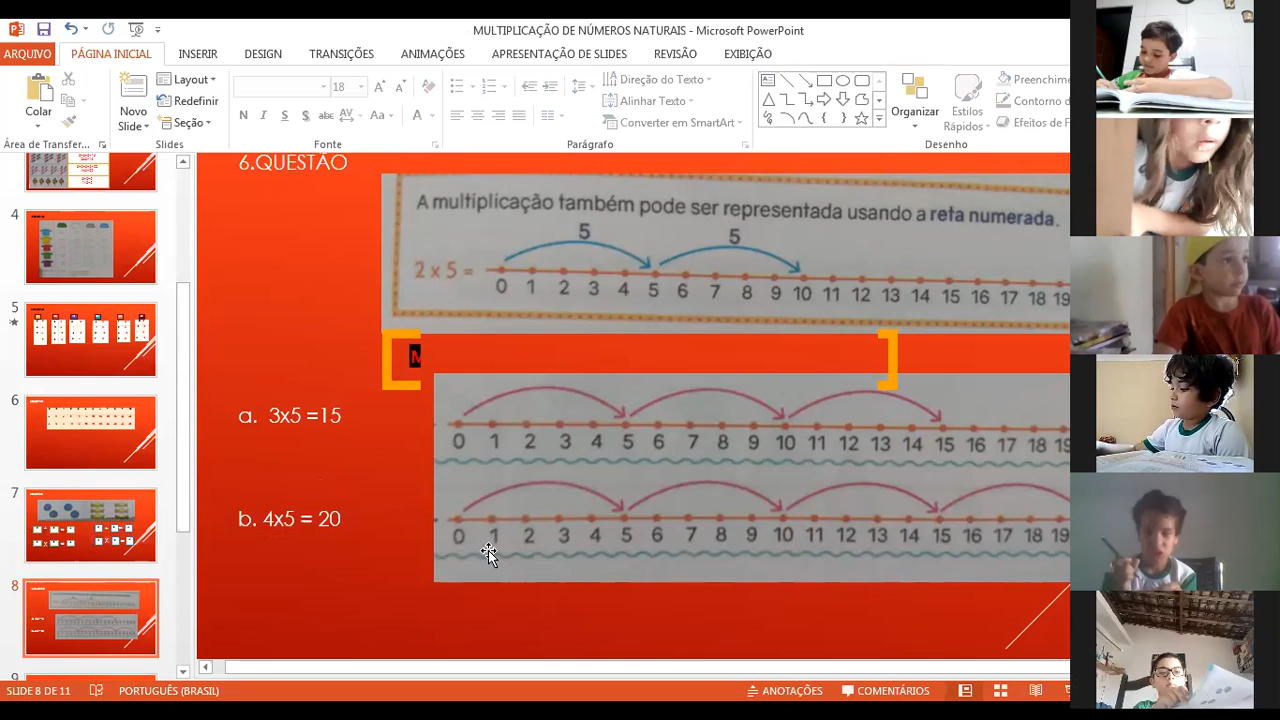 MULTIPLICAÇÃO DE NÚMEROS NATURAIS - Microsoft PowerPoint
ARQUIVO PÁGINA INICIAL INSERIR DESIGN TRANSIÇÕES ANIMAÇÕES APRESENTAÇÃO DE SLIDES REVISÃO EXIBIÇÃO
Colar
Novo Slide
Layout
Redefinir
Seção
18
N I S S abc AV Aa A
Direção do Texto
Alinhar Texto
Converter em SmartArt
Organizar
Estilos Rápidos
Preenchime
Contorno d
Efeitos de F
Área de Transfer... Slides Fonte Parágrafo Desenho
4
5
6
7
8
6.QUESTÃO
A multiplicação também pode ser representada usando a reta numerada.
5 5
2 x 5 =
0 1 2 3 4 5 6 7 8 9 10 11 12 13 14 15 16 17 18 19
M
a. 3x5 =15
0 1 2 3 4 5 6 7 8 9 10 11 12 13 14 15 16 17 18 19
b. 4x5 = 20
0 1 2 3 4 5 6 7 8 9 10 11 12 13 14 15 16 17 18 19
SLIDE 8 DE 11 PORTUGUÊS (BRASIL) ANOTAÇÕES COMENTÁRIOS